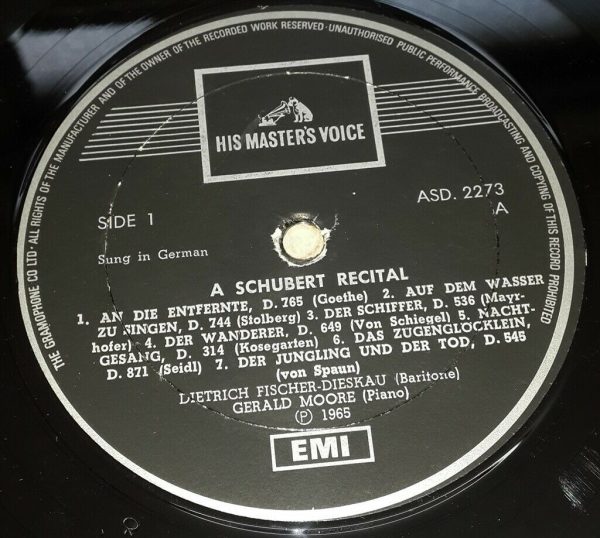 THE GRAMOPHONE CO LTD · ALL RIGHTS OF THE MANUFACTURER AND OF THE OWNER OF THE RECORDED WORK RESERVED · UNAUTHORISED PUBLIC PERFORMANCE BROADCASTING AND COPYING OF THIS RECORD PROHIBITED
HIS MASTER'S VOICE
SIDE 1
ASD. 2273
A
Sung in German
A SCHUBERT RECITAL
1. AN DIE ENTFERNTE, D. 765 (Goethe) 2. AUF DEM WASSER
ZU SINGEN, D. 744 (Stolberg) 3. DER SCHIFFER, D. 536 (Mayr-
hofer) 4. DER WANDERER, D. 649 (Von Schiegel) 5. NACHT-
GESANG, D. 314 (Kosegarten) 6. DAS ZUGENGLÖCKLEIN,
D. 871 (Seidl) 7. DER JUNGLING UND DER TOD, D. 545
(von Spaun)
DIETRICH FISCHER-DIESKAU (Baritone)
GERALD MOORE (Piano)
℗ 1965
EMI